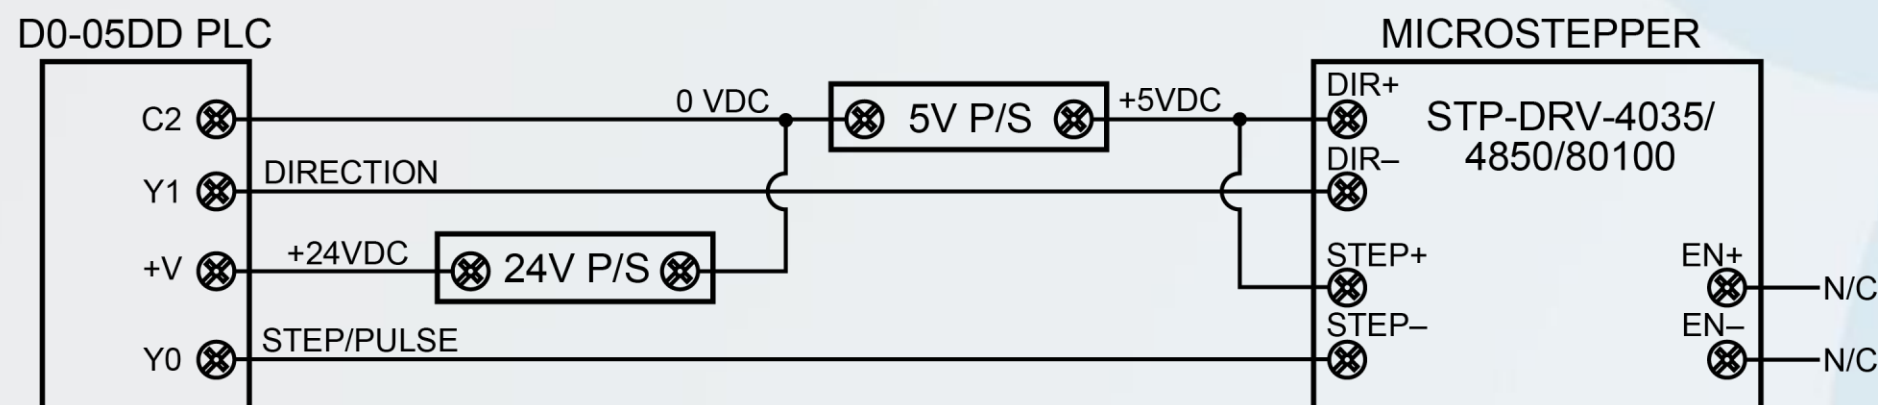 D0-05DD PLC
MICROSTEPPER
C2
0 VDC
5V P/S
+5VDC
DIR+
STP-DRV-4035/
4850/80100
Y1
DIRECTION
DIR–
+V
+24VDC
24V P/S
STEP+
EN+
N/C
Y0
STEP/PULSE
STEP–
EN–
N/C